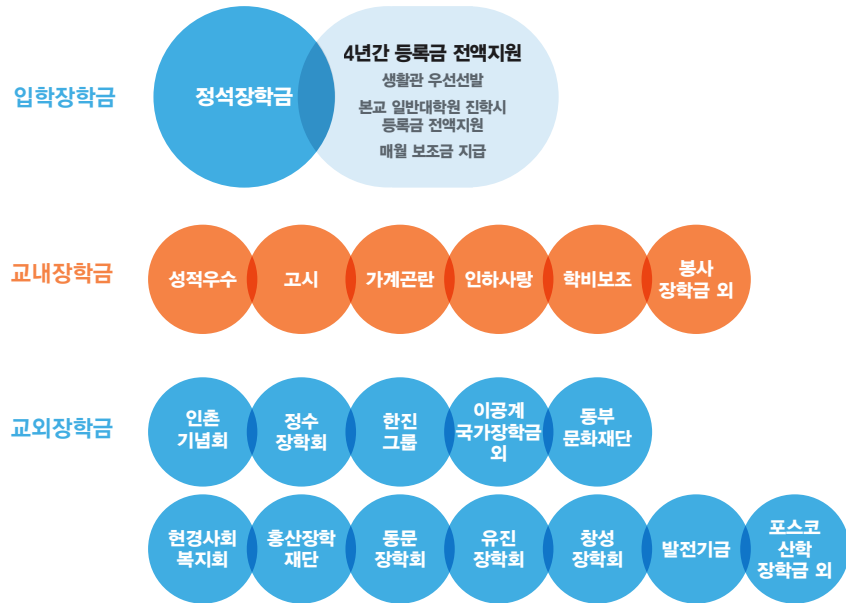 입학장학금
정석장학금
4년간 등록금 전액지원
생활관 우선선발
본교 일반대학원 진학시
등록금 전액지원
매월 보조금 지급
교내장학금
성적우수
고시
가계곤란
인하사랑
학비보조
봉사
장학금 외
교외장학금
인촌
기념회
정수
장학회
한진
그룹
이공계
국가장학금
외
동부
문화재단
현경사회
복지회
홍산장학
재단
동문
장학회
유진
장학회
창성
장학회
발전기금
포스코
산학
장학금 외